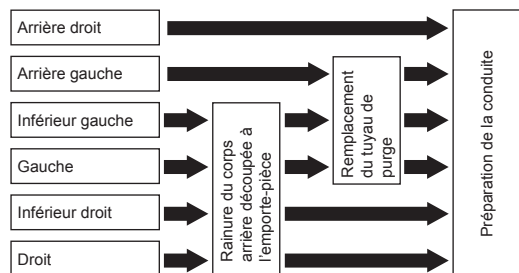 Arrière droit
Arrière gauche
Inférieur gauche
Gauche
Inférieur droit
Droit
Rainure du corps
arrière découpée à
l'emporte-pièce
Remplacement
du tuyau de
purge
Préparation de la conduite